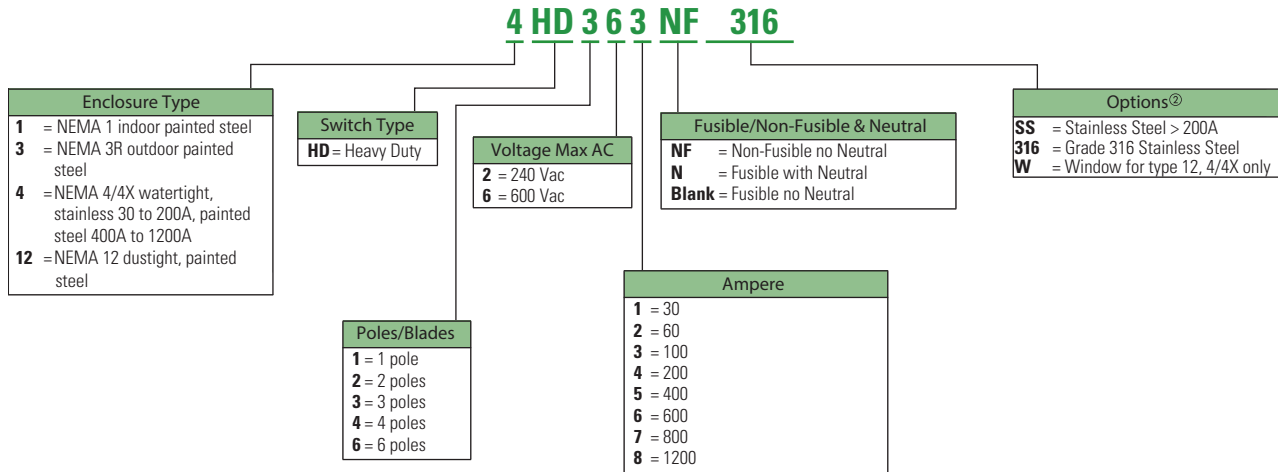 4 HD 3 6 3 NF 316
Enclosure Type
1 = NEMA 1 indoor painted steel
3 = NEMA 3R outdoor painted
steel
4 =NEMA 4/4X watertight,
stainless 30 to 200A, painted
steel 400A to 1200A
12 =NEMA 12 dustight, painted
steel
Switch Type
HD = Heavy Duty
Poles/Blades
1 = 1 pole
2 = 2 poles
3 = 3 poles
4 = 4 poles
6 = 6 poles
Voltage Max AC
2 = 240 Vac
6 = 600 Vac
Ampere
1 = 30
2 = 60
3 = 100
4 = 200
5 = 400
6 = 600
7 = 800
8 = 1200
Fusible/Non-Fusible & Neutral
NF = Non-Fusible no Neutral
N = Fusible with Neutral
Blank = Fusible no Neutral
Options②
SS = Stainless Steel > 200A
316 = Grade 316 Stainless Steel
W = Window for type 12, 4/4X only